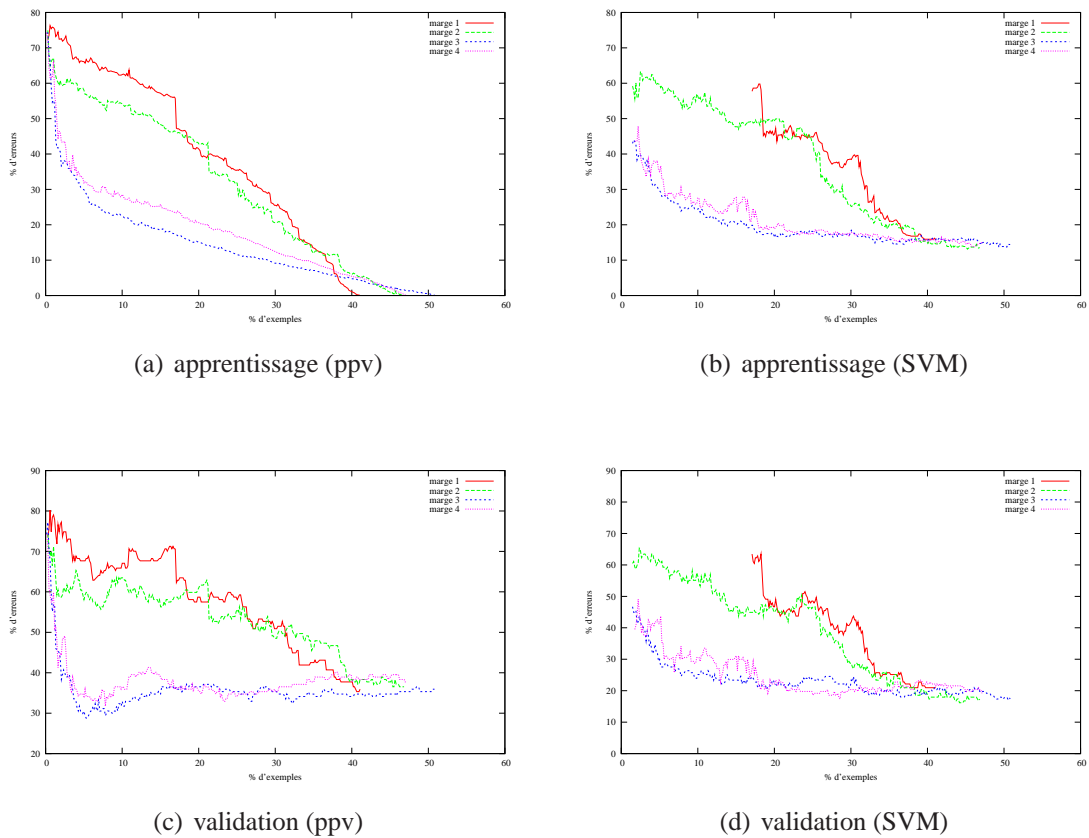 80
70
60
50
40
30
20
10
0
% d'erreurs
0 10 20 30 40 50 60
% d'exemples
marge 1
marge 2
marge 3
marge 4
(a) apprentissage (ppv)
90
80
70
60
50
40
30
20
10
0
% d'erreurs
0 10 20 30 40 50 60
% d'exemples
marge 1
marge 2
marge 3
marge 4
(b) apprentissage (SVM)
90
80
70
60
50
40
30
20
% d'erreurs
0 10 20 30 40 50 60
% d'exemples
marge 1
marge 2
marge 3
marge 4
(c) validation (ppv)
90
80
70
60
50
40
30
20
10
0
% d'erreurs
0 10 20 30 40 50 60
% d'exemples
marge 1
marge 2
marge 3
marge 4
(d) validation (SVM)